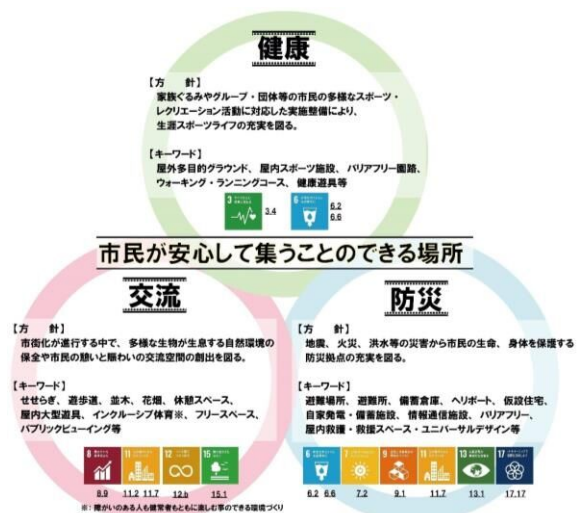 健康
【方 針】
家族ぐるみやグループ・団体等の市民の多様なスポーツ・
レクリエーション活動に対応した実施整備により、
生涯スポーツライフの充実を図る。
【キーワード】
屋外多目的グラウンド、屋内スポーツ施設、バリアフリー園路、
ウォーキング・ランニングコース、健康遊具等
3
3.4
6
6.2
6.6
市民が安心して集うことのできる場所
交流
【方 針】
市街化が進行する中で、多様な生物が生息する自然環境の
保全や市民の憩いと賑わいの交流空間の創出を図る。
【キーワード】
せせらぎ、遊歩道、並木、花畑、休憩スペース、
屋内大型遊具、インクルーシブ体育※、フリースペース、
パブリックビューイング等
8 11 12 15
8.9 11.2 11.7 12.b 15.1
※:障がいのある人も健常者もともに楽しむ事のできる環境づくり
防災
【方 針】
地震、火災、洪水等の災害から市民の生命、身体を保護する
防災拠点の充実を図る。
【キーワード】
避難場所、避難所、備蓄倉庫、ヘリポート、仮設住宅、
自家発電・備蓄施設、情報通信施設、バリアフリー、
屋内救護・救援スペース・ユニバーサルデザイン等
6 7 9 11 13 17
6.2 6.6 7.2 9.1 11.7 13.1 17.17